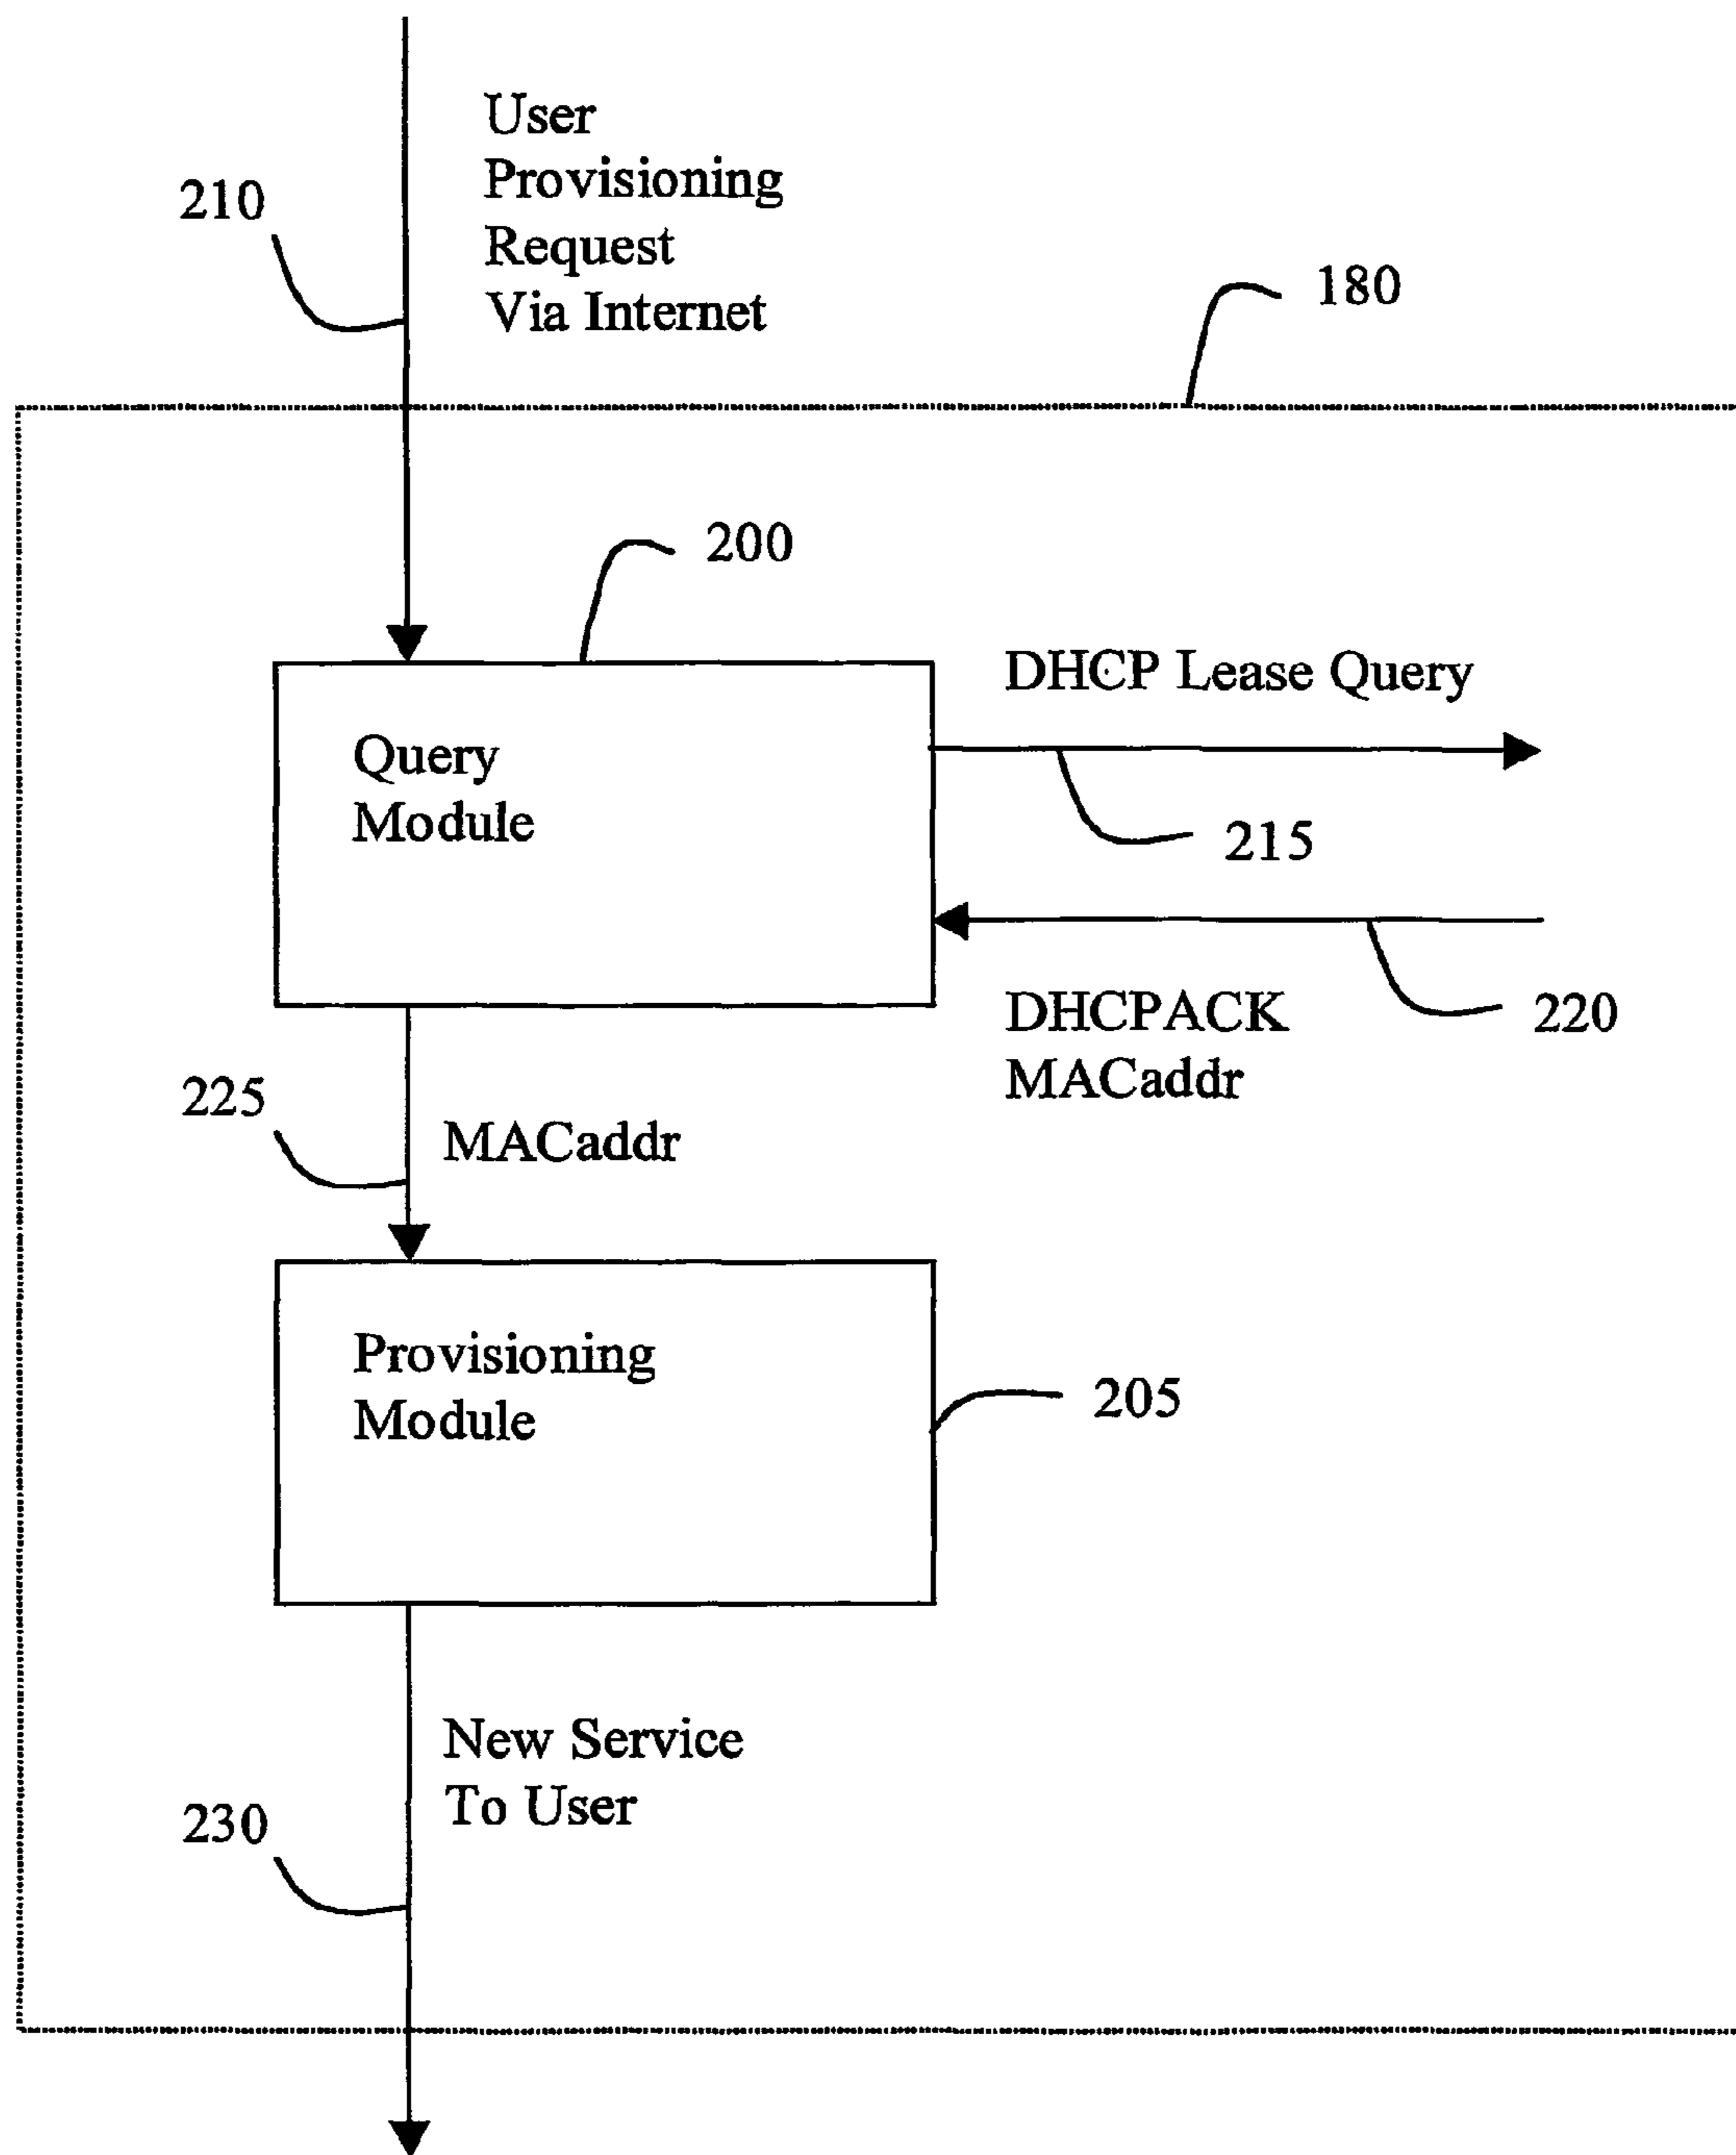 User
Provisioning
Request
Via Internet
210
180
200
DHCP Lease Query
Query
Module
215
DHCPACK
MACaddr
220
225
MACaddr
Provisioning
Module
205
New Service
To User
230